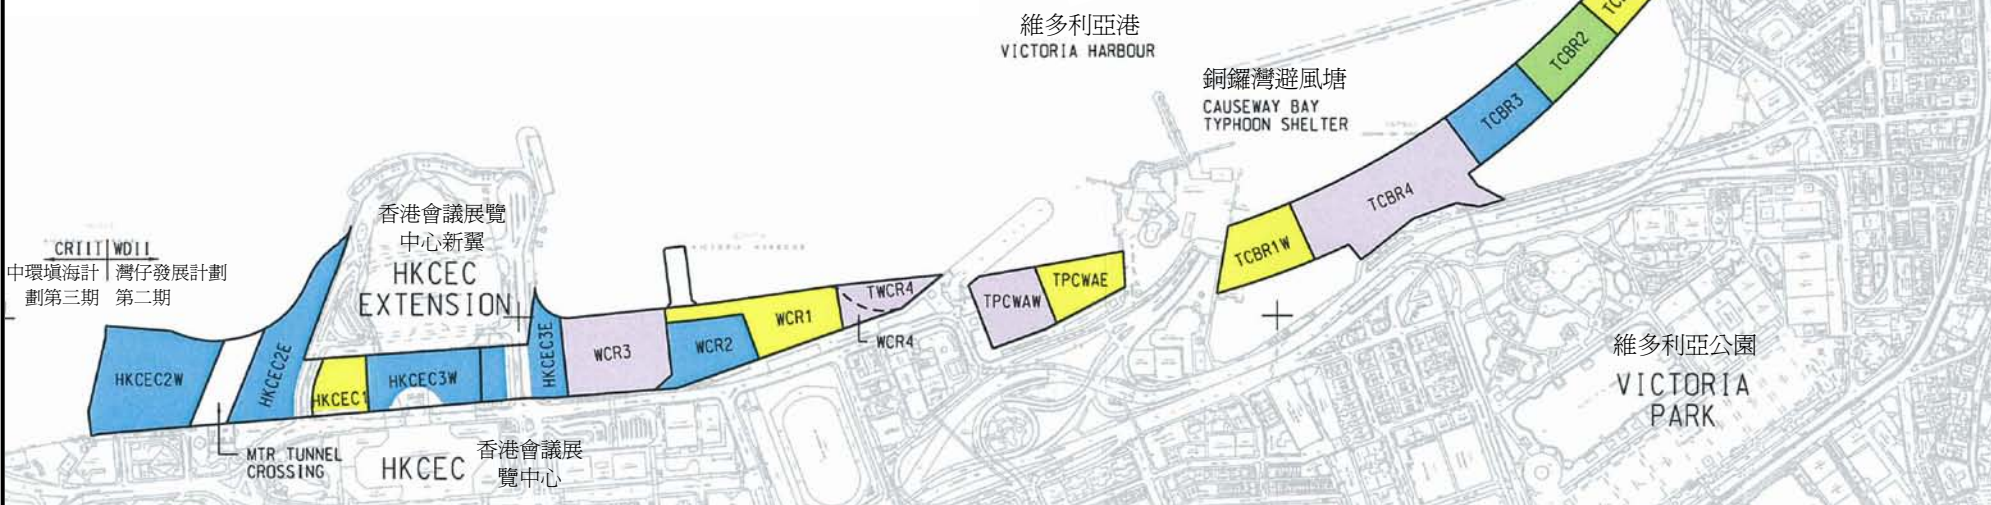 維多利亞港
VICTORIA HARBOUR
銅鑼灣避風塘
CAUSEWAY BAY
TYPHOON SHELTER
TCBR2
TCBR3
TCBR4
TCBR1W
香港會議展覽
中心新翼
HKCEC
EXTENSION
CRIII WDII
中環填海計 灣仔發展計劃
劃第三期 第二期
VICTORIA HARBOUR
HKCEC2W
HKCEC2E
HKCEC1
HKCEC3W
HKCEC3E
WCR3
WCR2
WCR1
TWCR4
WCR4
TPCWAW
TPCWAE
MTR TUNNEL
CROSSING
HKCEC
香港會議展
覽中心
維多利亞公園
VICTORIA
PARK